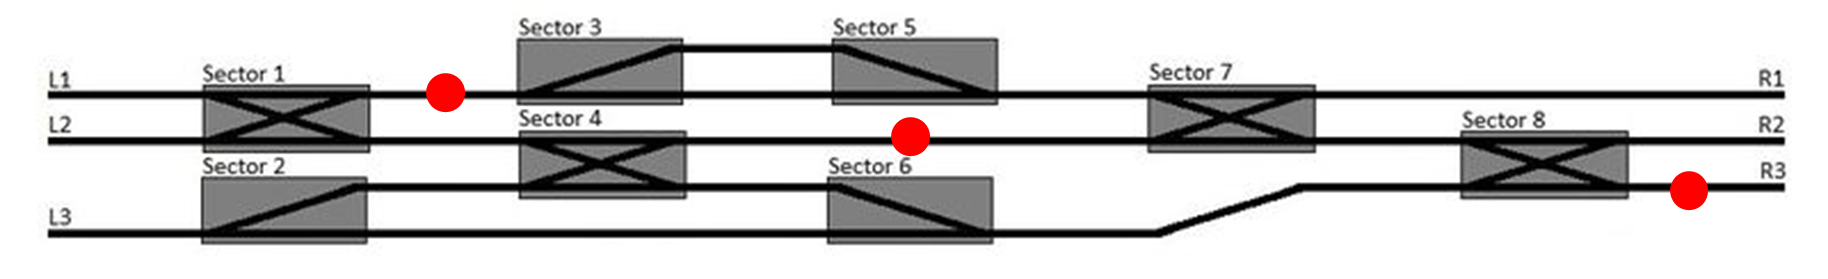 Sector 3
Sector 5
Sector 1
Sector 7
L1
R1
L2
Sector 4
Sector 8
R2
Sector 2
Sector 6
R3
L3